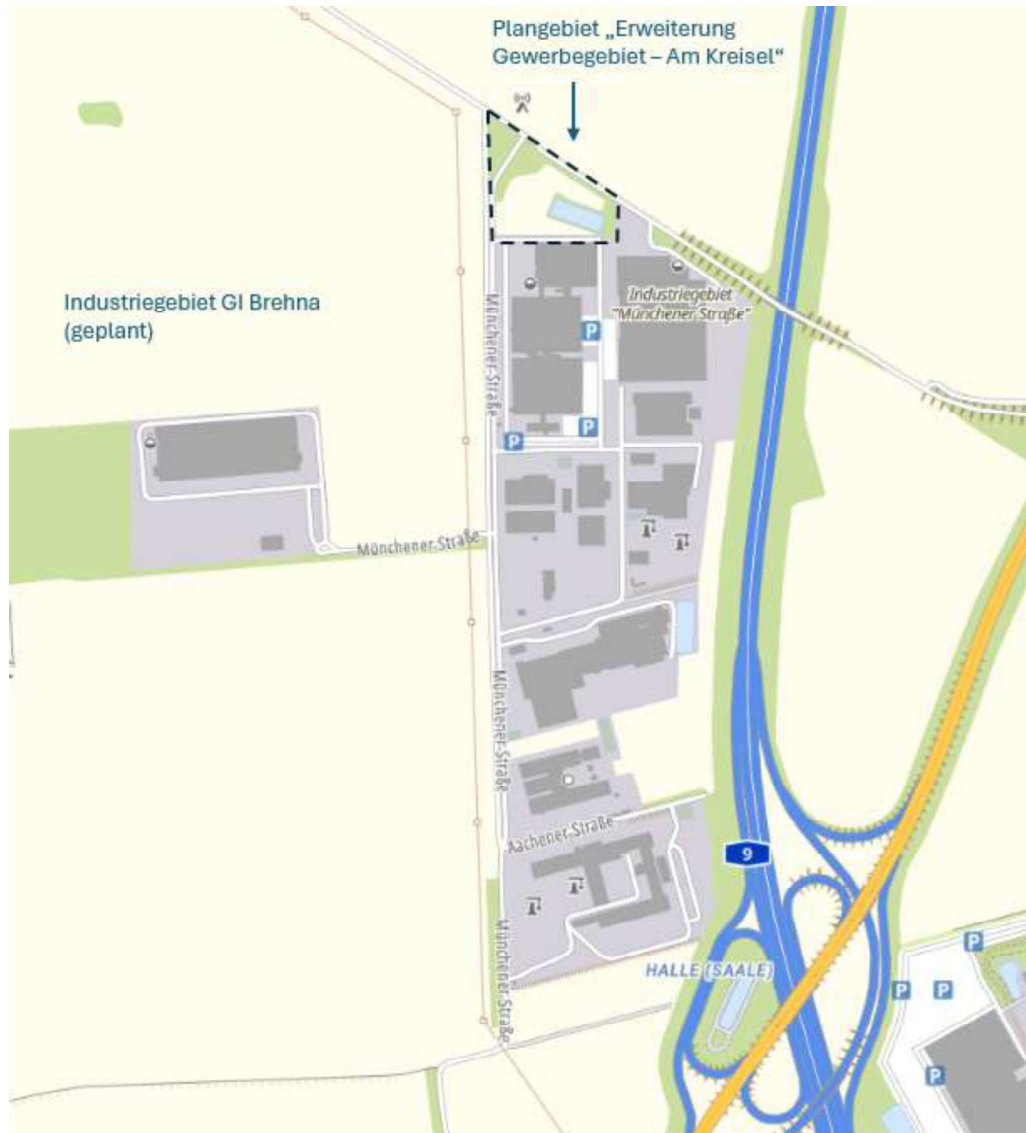 Plangebiet „Erweiterung
Gewerbegebiet – Am Kreisel“
Industriegebiet GI Brehna
(geplant)
Industriegebiet
"Münchener Straße"
Münchener-Straße
P
P
P
Münchener-Straße
Münchener-Straße
Aachener-Straße
9
Münchener-Straße
HALLE (SAALE)
P
P
P
P